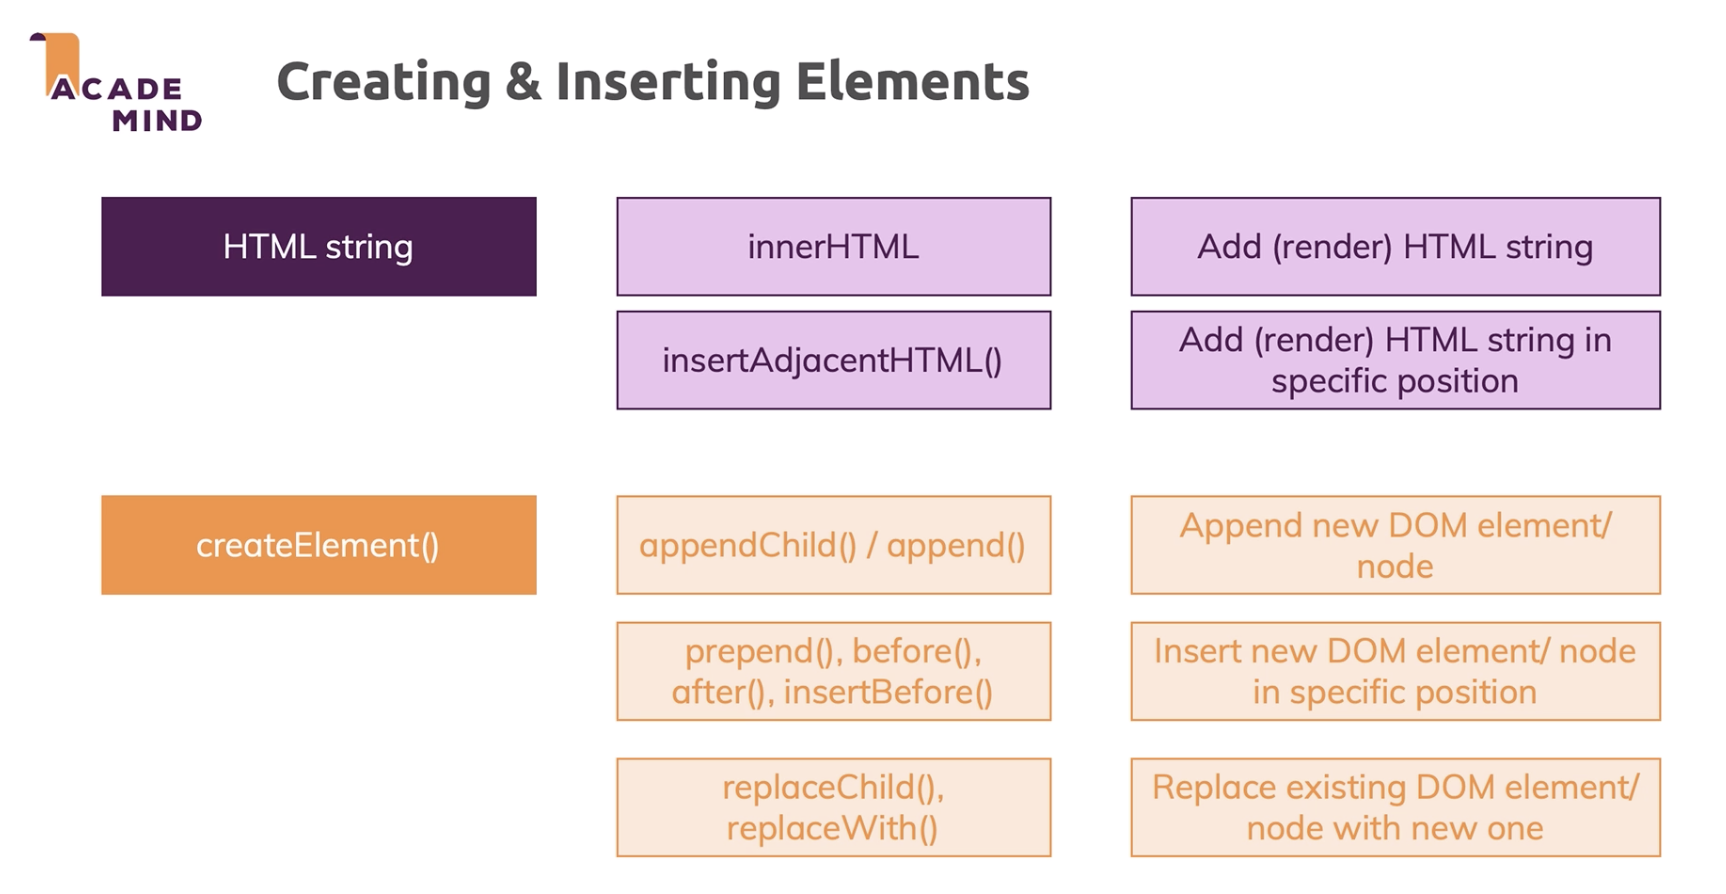 ACADE
MIND
Creating & Inserting Elements
HTML string
innerHTML
Add (render) HTML string
insertAdjacentHTML()
Add (render) HTML string in
specific position
createElement()
appendChild() / append()
Append new DOM element/
node
prepend(), before(),
after(), insertBefore()
Insert new DOM element/ node
in specific position
replaceChild(),
replaceWith()
Replace existing DOM element/
node with new one